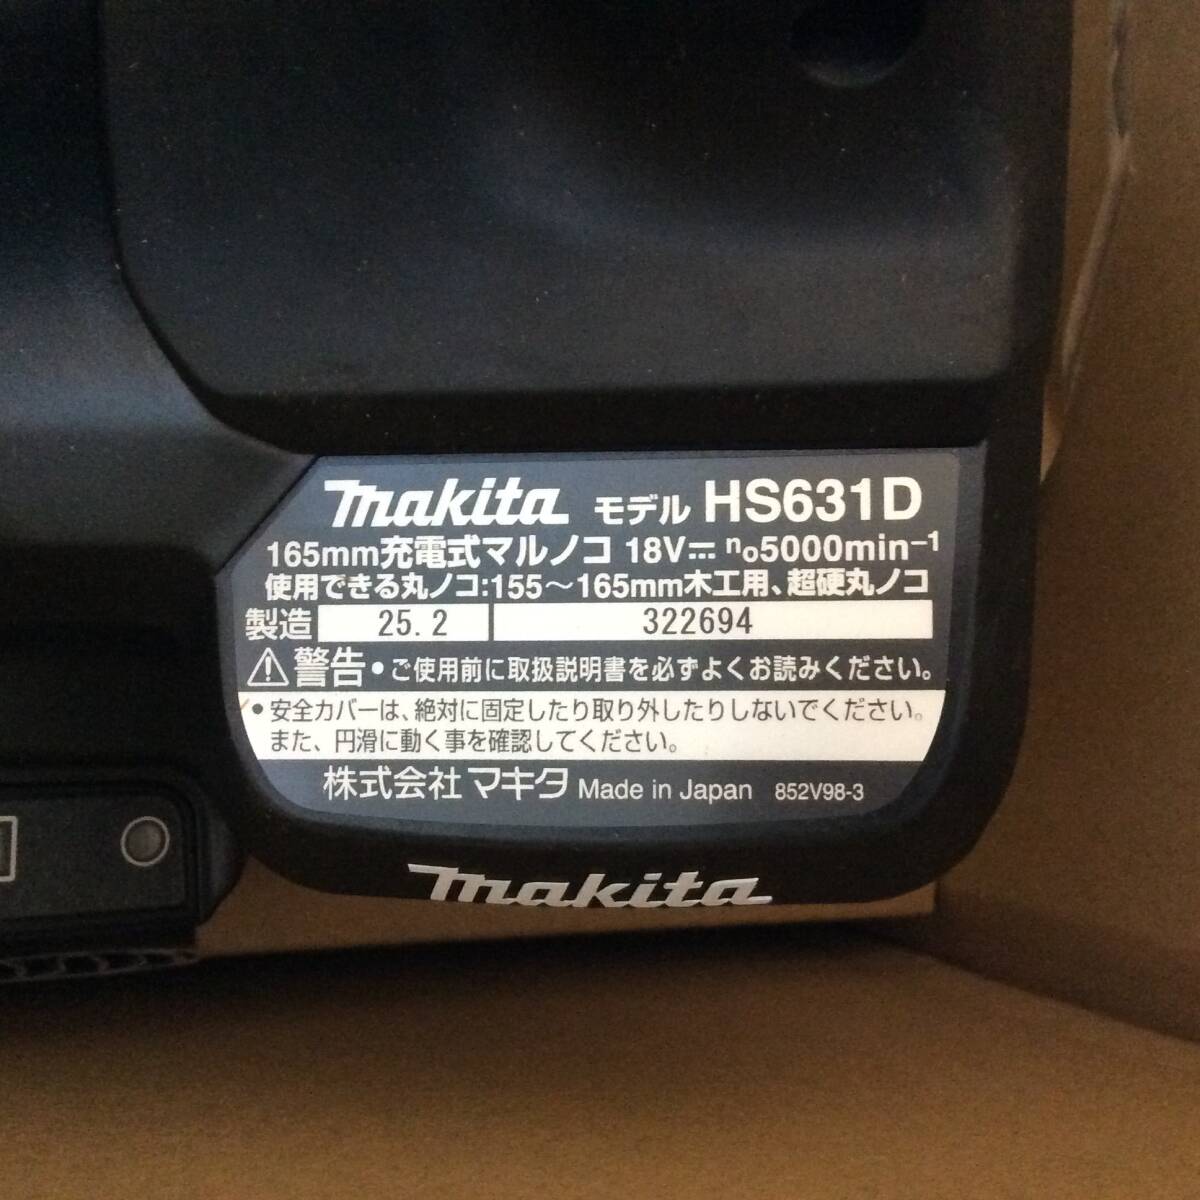 makita モデル HS631D
165mm充電式マルノコ 18V⎓ n₀5000min⁻¹
使用できる丸ノコ:155～165mm木工用、超硬丸ノコ
製造 25.2 322694
⚠警告 • ご使用前に取扱説明書を必ずよくお読みください。
• 安全カバーは、絶対に固定したり取り外したりしないでください。
また、円滑に動く事を確認してください。
株式会社マキタ Made in Japan 852V98-3
makita